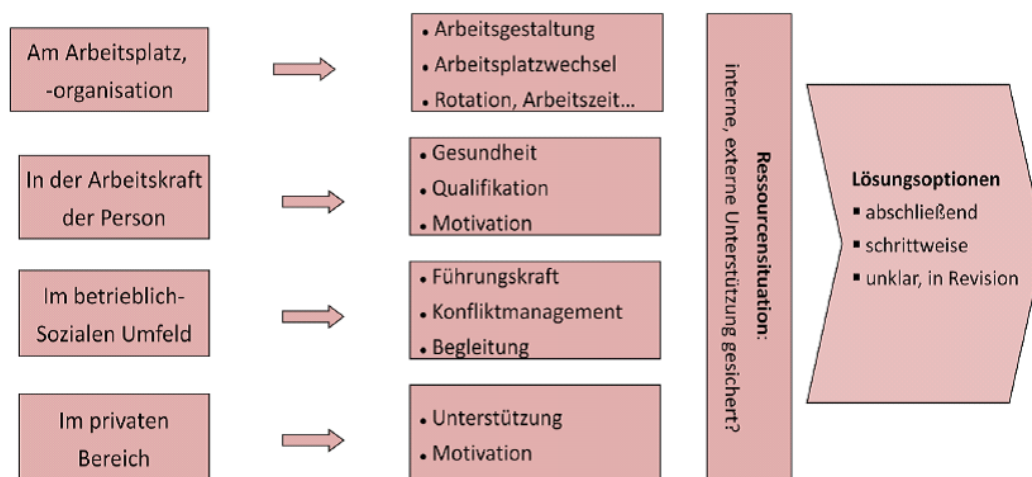 Am Arbeitsplatz,
-organisation
• Arbeitsgestaltung
• Arbeitsplatzwechsel
• Rotation, Arbeitszeit...
In der Arbeitskraft
der Person
• Gesundheit
• Qualifikation
• Motivation
Im betrieblich-
Sozialen Umfeld
• Führungskraft
• Konfliktmanagement
• Begleitung
Im privaten
Bereich
• Unterstützung
• Motivation
Ressourcensituation:
interne, externe Unterstützung gesichert?
Lösungsoptionen
▪ abschließend
▪ schrittweise
▪ unklar, in Revision